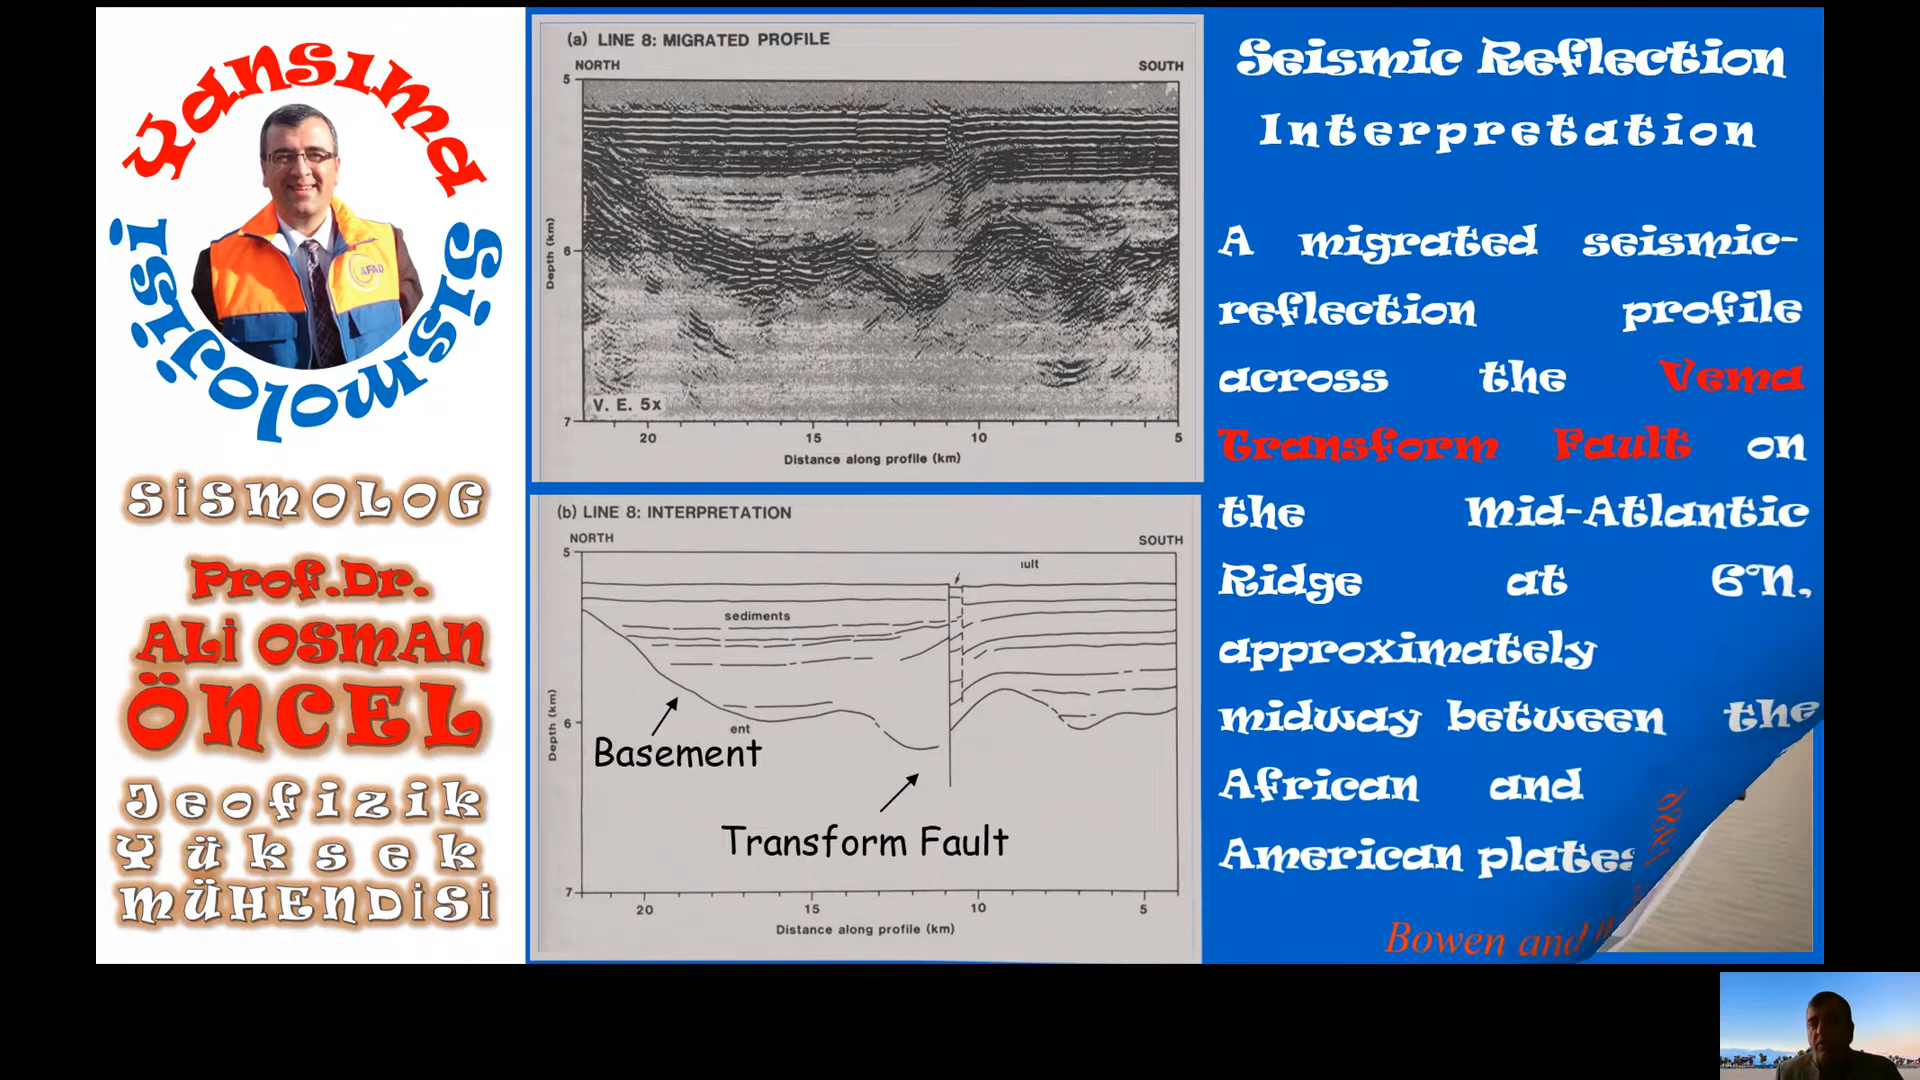 Yansıma
Sismolojisi
AFAD
SİSMOLOG
Prof.Dr.
ALİ OSMAN
ÖNCEL
Jeofizik
Yüksek
MÜHENDİSİ
(a) LINE 8: MIGRATED PROFILE
NORTH SOUTH
5
6
7
Depth (km)
V. E. 5x
20 15 10 5
Distance along profile (km)
(b) LINE 8: INTERPRETATION
NORTH SOUTH
5
6
7
Depth (km)
ult
sediments
ent
Basement
Transform Fault
20 15 10 5
Distance along profile (km)
Seismic Reflection
Interpretation
A migrated seismic-
reflection profile
across the Vema
Transform Fault on
the Mid-Atlantic
Ridge at 6°N,
approximately
midway between the
African and
American plates
Bowen and